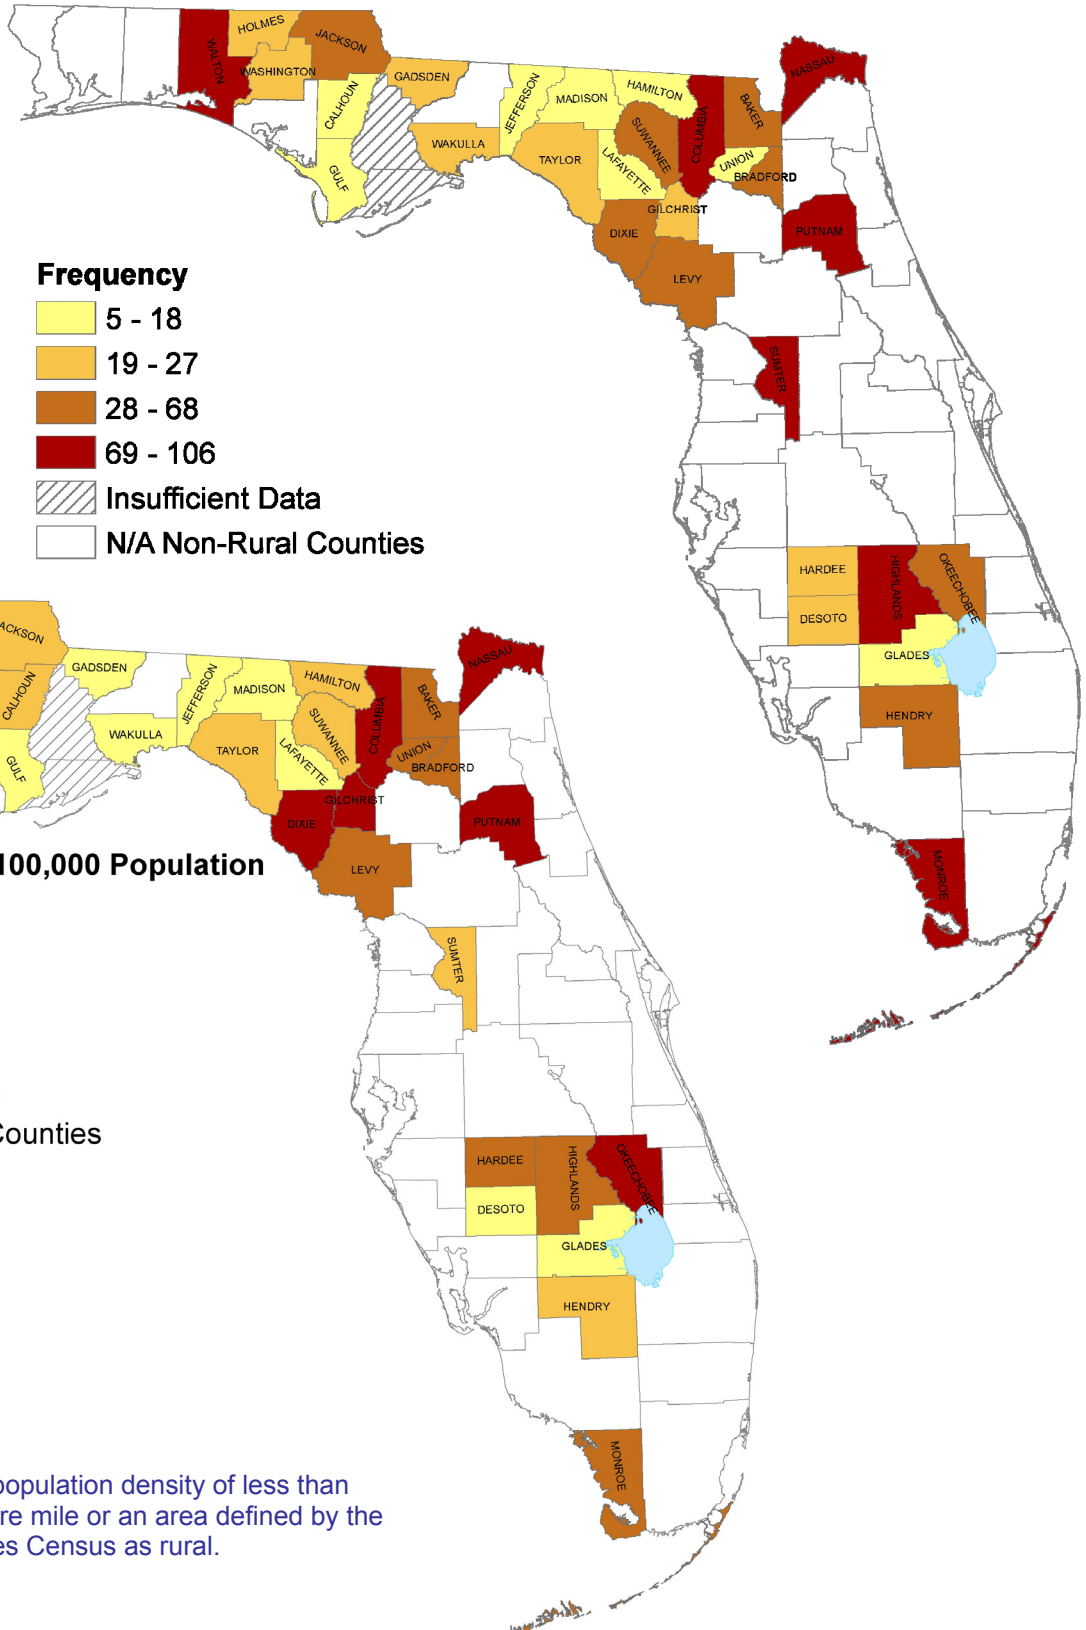 HOLMES
JACKSON
WALTON
WASHINGTON
GADSDEN
CALHOUN
GULF
WAKULLA
JEFFERSON
MADISON
HAMILTON
TAYLOR
LAFAYETTE
SUWANNEE
COLUMBIA
BAKER
NASSAU
UNION
BRADFORD
GILCHRIST
DIXIE
LEVY
PUTNAM
SUMTER
HARDEE
HIGHLANDS
OKEECHOBEE
DESOTO
GLADES
HENDRY
MONROE
Frequency
5 - 18
19 - 27
28 - 68
69 - 106
Insufficient Data
N/A Non-Rural Counties
ACKSON
GADSDEN
CALHOUN
GULF
WAKULLA
JEFFERSON
MADISON
HAMILTON
TAYLOR
LAFAYETTE
SUWANNEE
COLUMBIA
BAKER
NASSAU
UNION
BRADFORD
GILCHRIST
DIXIE
LEVY
PUTNAM
100,000 Population
SUMTER
Counties
HARDEE
HIGHLANDS
OKEECHOBEE
DESOTO
GLADES
HENDRY
MONROE
population density of less than
re mile or an area defined by the
es Census as rural.